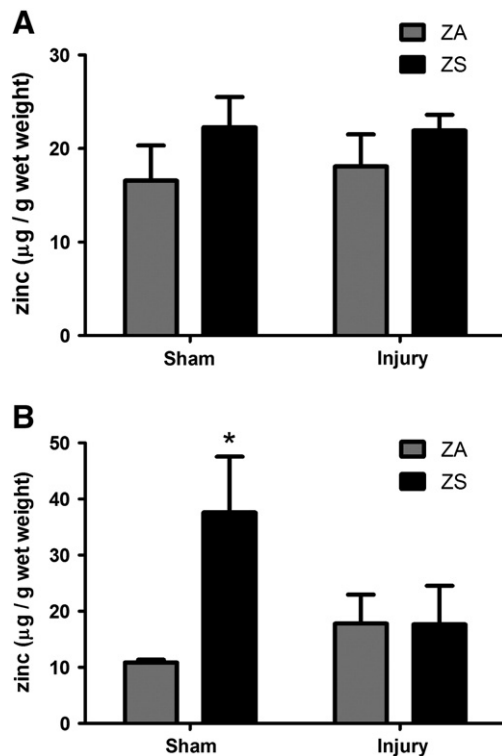 A
ZA
ZS
30
20
10
0
zinc (μg / g wet weight)
Sham
Injury
B
ZA
ZS
50
40
30
20
10
0
*
zinc (μg / g wet weight)
Sham
Injury